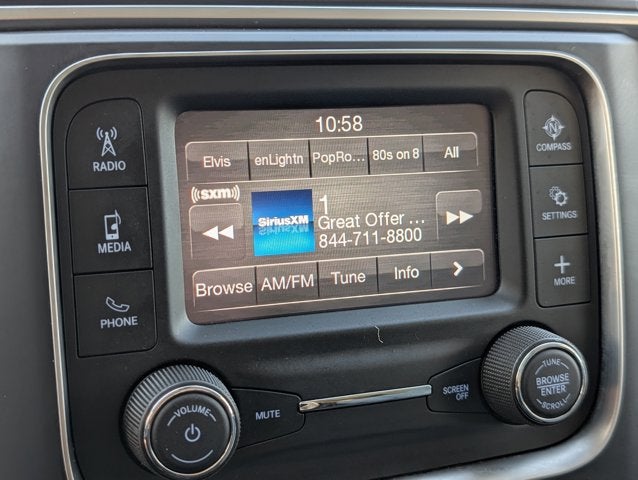 10:58
Elvis enLightn PopRo... 80s on 8 All
((sxm))
SiriusXM
1
Great Offer ...
844-711-8800
Browse AM/FM Tune Info >
RADIO
MEDIA
PHONE
N
COMPASS
SETTINGS
+
MORE
VOLUME
MUTE
SCREEN
OFF
TUNE
BROWSE
ENTER
SCROLL